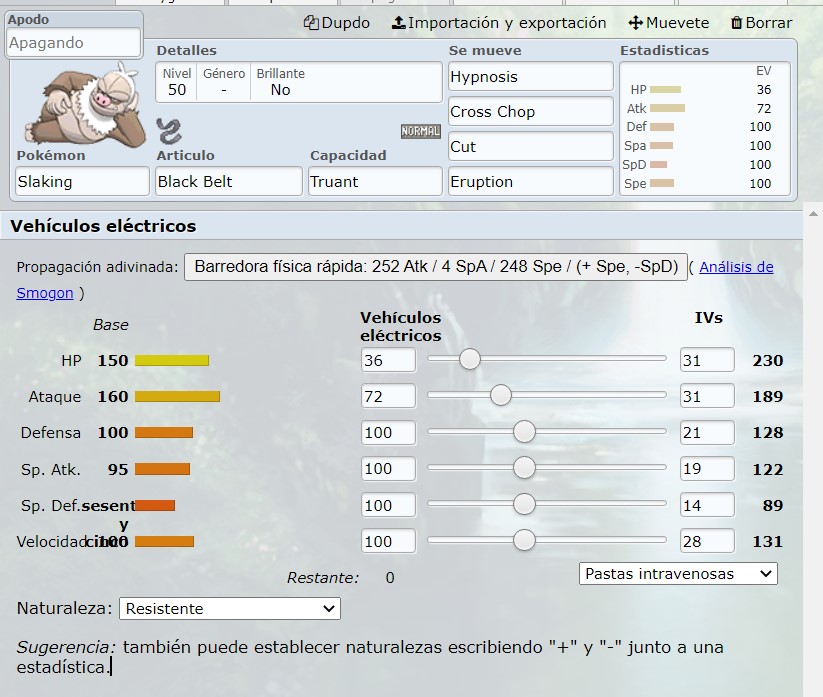 Apodo
Apagando
Dupdo Importación y exportación Muevete Borrar
Detalles
Nivel Género Brillante
50 - No
Se mueve
Hypnosis
Cross Chop
Cut
Eruption
Estadisticas
EV
HP 36
Atk 72
Def 100
Spa 100
SpD 100
Spe 100
NORMAL
Pokémon Articulo Capacidad
Slaking Black Belt Truant
Vehículos eléctricos
Propagación adivinada: Barredora física rápida: 252 Atk / 4 SpA / 248 Spe / (+ Spe, -SpD) ( Análisis de
Smogon )
Base Vehículos eléctricos IVs
HP 150 36 31 230
Ataque 160 72 31 189
Defensa 100 100 21 128
Sp. Atk. 95 100 19 122
Sp. Def. sesenta y cinco 100 14 89
Velocidad 100 100 28 131
Restante: 0
Pastas intravenosas
Naturaleza: Resistente
Sugerencia: también puede establecer naturalezas escribiendo "+" y "-" junto a una
estadística.